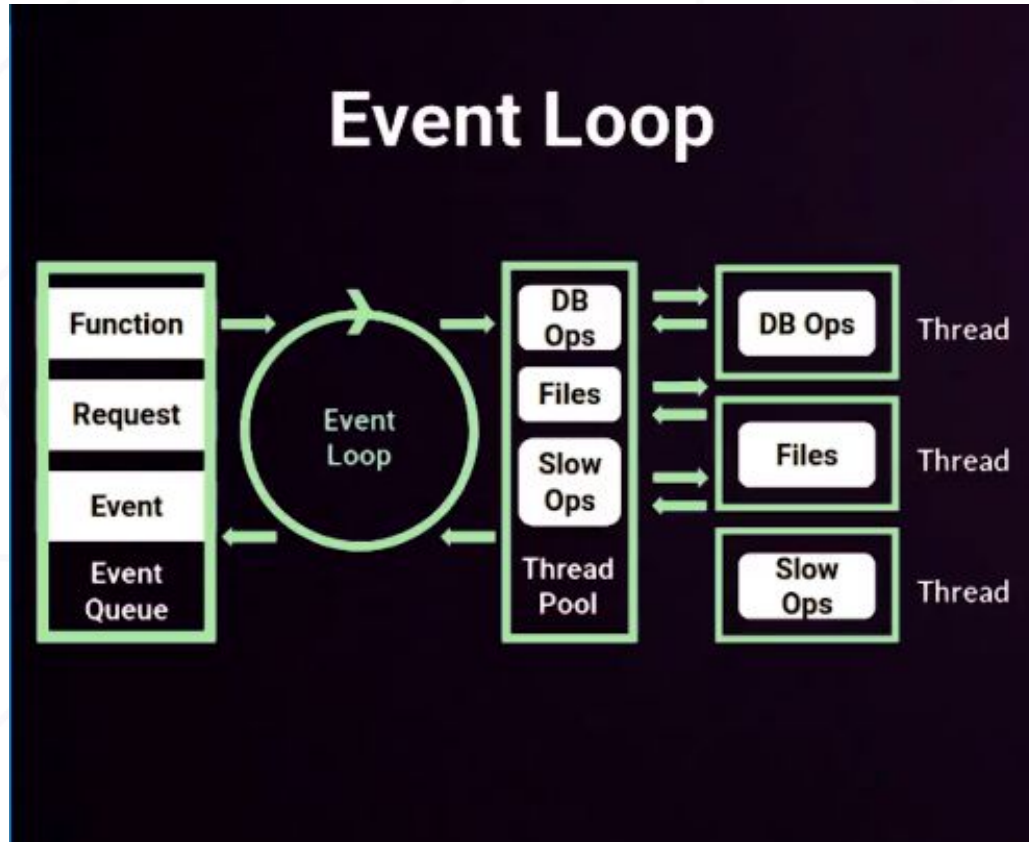 Event Loop
Function
Request
Event
Event
Queue
Event
Loop
DB
Ops
Files
Slow
Ops
Thread
Pool
DB Ops
Thread
Files
Thread
Slow
Ops
Thread